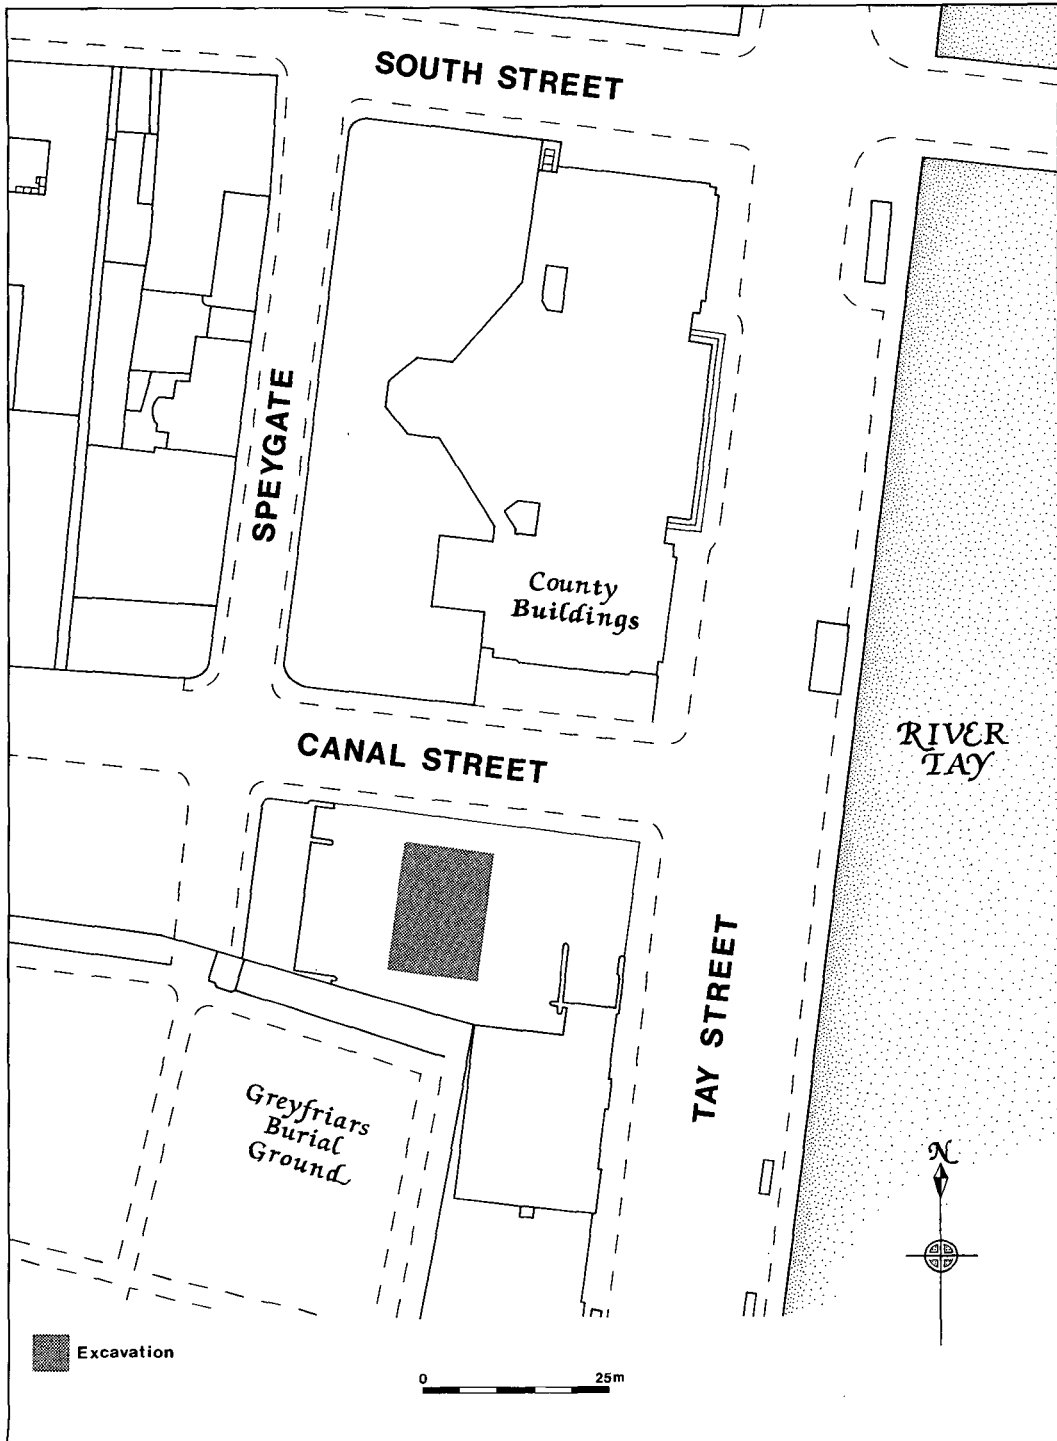 SOUTH STREET
SPEYGATE
County
Buildings
RIVER
TAY
CANAL STREET
TAY STREET
Greyfriars
Burial
Ground
N
Excavation
0 25m